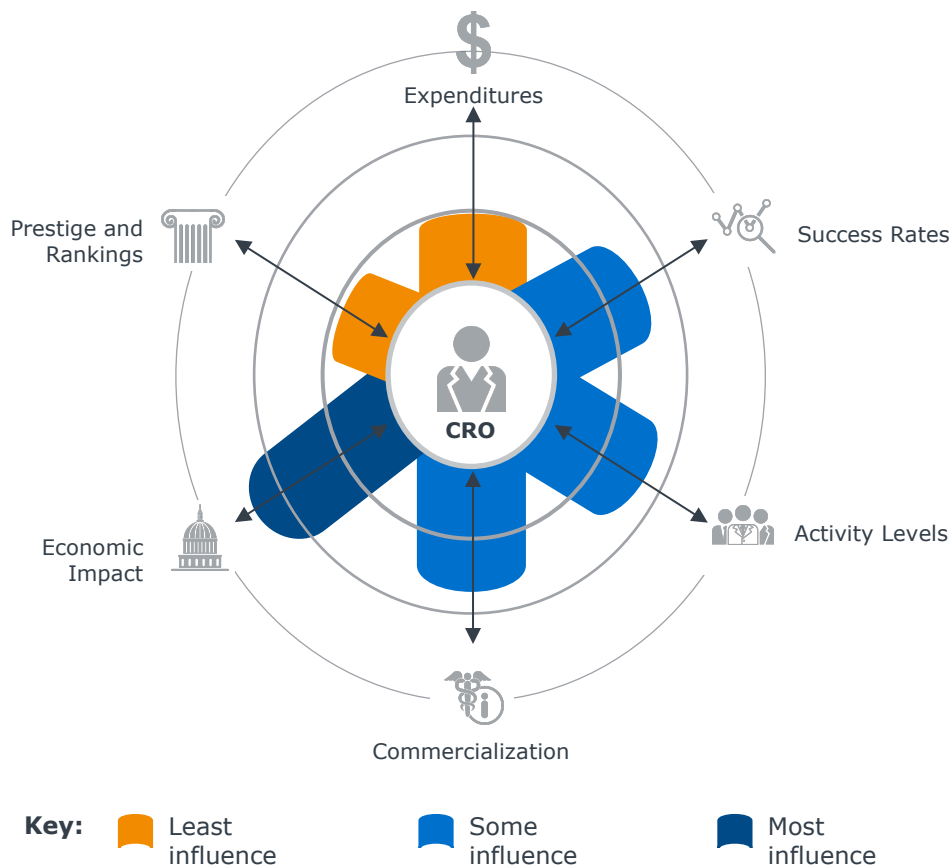 $
Expenditures
Prestige and
Rankings
Success Rates
CRO
Economic
Impact
Activity Levels
Commercialization
Key:
Least
influence
Some
influence
Most
influence